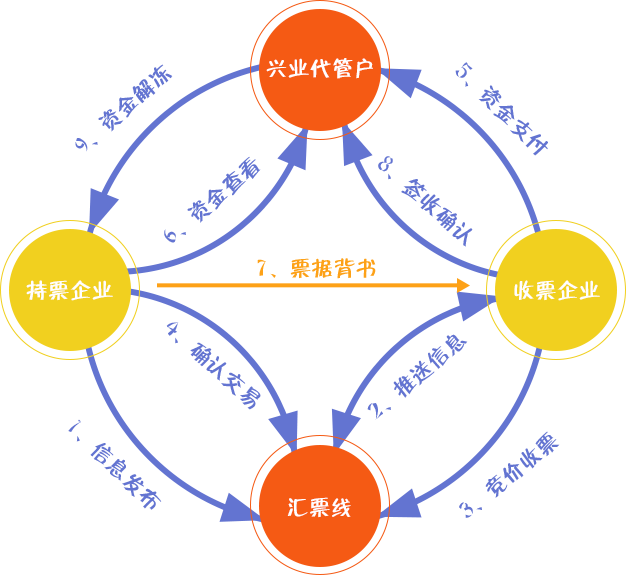 兴业代管户
9、资金解冻
5、资金支付
6、资金查看
8、签收确认
7、票据背书
持票企业
收票企业
4、确认交易
2、推送信息
1、信息发布
3、竞价收票
汇票线